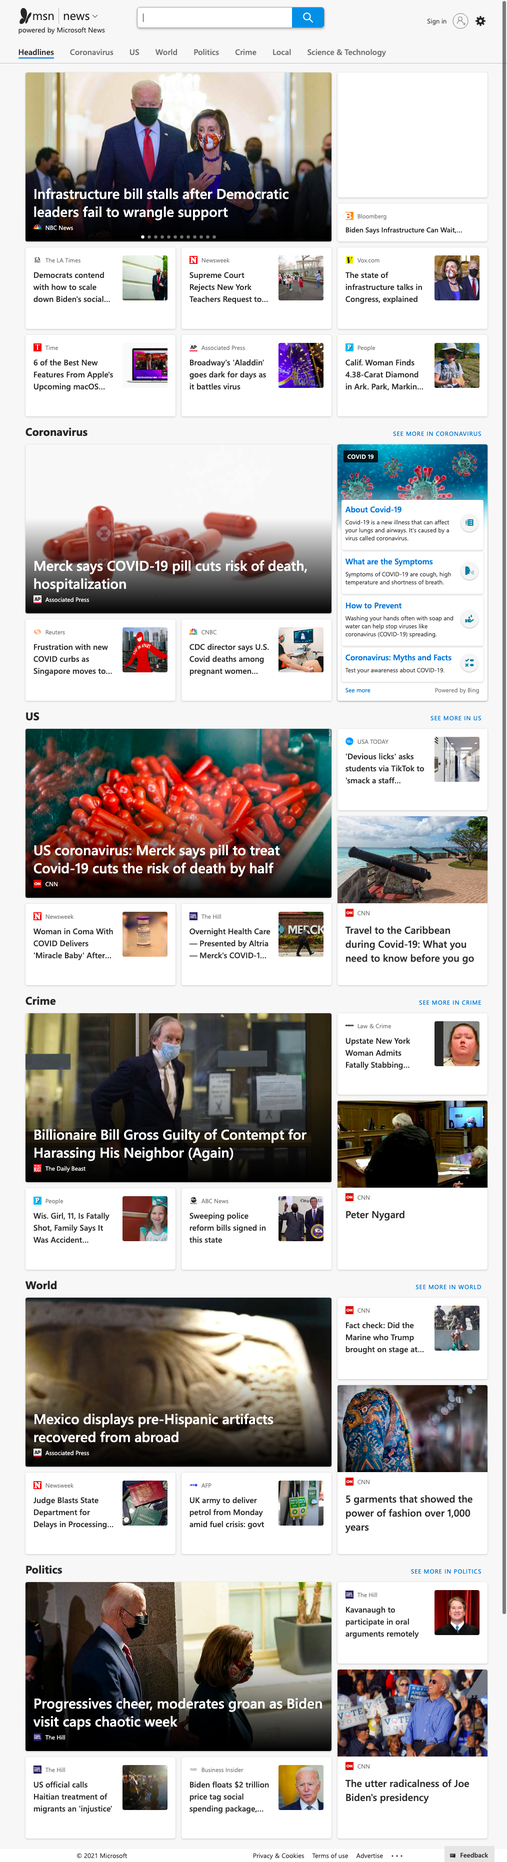 msn | news
powered by Microsoft News
Sign in
Headlines Coronavirus US World Politics Crime Local Science & Technology
Infrastructure bill stalls after Democratic
leaders fail to wrangle support
NBC News
Bloomberg
Biden Says Infrastructure Can Wait,...
The LA Times
Democrats contend
with how to scale
down Biden's social...
Newsweek
Supreme Court
Rejects New York
Teachers Request to...
Vox.com
The state of
infrastructure talks in
Congress, explained
Time
6 of the Best New
Features From Apple's
Upcoming macOS...
Associated Press
Broadway's 'Aladdin'
goes dark for days as
it battles virus
People
Calif. Woman Finds
4.38-Carat Diamond
in Ark. Park, Markin...
Coronavirus
SEE MORE IN CORONAVIRUS
Merck says COVID-19 pill cuts risk of death,
hospitalization
Associated Press
COVID 19
About Covid-19
Covid-19 is a new illness that can affect
your lungs and airways. It's caused by a
virus called coronavirus.
What are the Symptoms
Symptoms of COVID-19 are cough, high
temperature and shortness of breath.
How to Prevent
Washing your hands often with soap and
water can help stop viruses like
coronavirus (COVID-19) spreading.
Coronavirus: Myths and Facts
Test your awareness about COVID-19.
See more
Powered by Bing
Reuters
Frustration with new
COVID curbs as
Singapore moves to...
CNBC
CDC director says U.S.
Covid deaths among
pregnant women...
US
SEE MORE IN US
US coronavirus: Merck says pill to treat
Covid-19 cuts the risk of death by half
CNN
USA TODAY
'Devious licks' asks
students via TikTok to
'smack a staff...
Newsweek
Woman in Coma With
COVID Delivers
'Miracle Baby' After...
The Hill
Overnight Health Care
— Presented by Altria
— Merck's COVID-1...
MERCK
CNN
Travel to the Caribbean
during Covid-19: What you
need to know before you go
Crime
SEE MORE IN CRIME
Billionaire Bill Gross Guilty of Contempt for
Harassing His Neighbor (Again)
The Daily Beast
Law & Crime
Upstate New York
Woman Admits
Fatally Stabbing...
People
Wis. Girl, 11, Is Fatally
Shot, Family Says It
Was Accident...
ABC News
Sweeping police
reform bills signed in
this state
CNN
Peter Nygard
World
SEE MORE IN WORLD
Mexico displays pre-Hispanic artifacts
recovered from abroad
Associated Press
CNN
Fact check: Did the
Marine who Trump
brought on stage at...
Newsweek
Judge Blasts State
Department for
Delays in Processing...
AFP
UK army to deliver
petrol from Monday
amid fuel crisis: govt
CNN
5 garments that showed the
power of fashion over 1,000
years
Politics
SEE MORE IN POLITICS
Progressives cheer, moderates groan as Biden
visit caps chaotic week
The Hill
The Hill
Kavanaugh to
participate in oral
arguments remotely
The Hill
US official calls
Haitian treatment of
migrants an 'injustice'
Business Insider
Biden floats $2 trillion
price tag social
spending package,...
CNN
The utter radicalness of Joe
Biden's presidency
© 2021 Microsoft
Privacy & Cookies Terms of use Advertise ...
Feedback